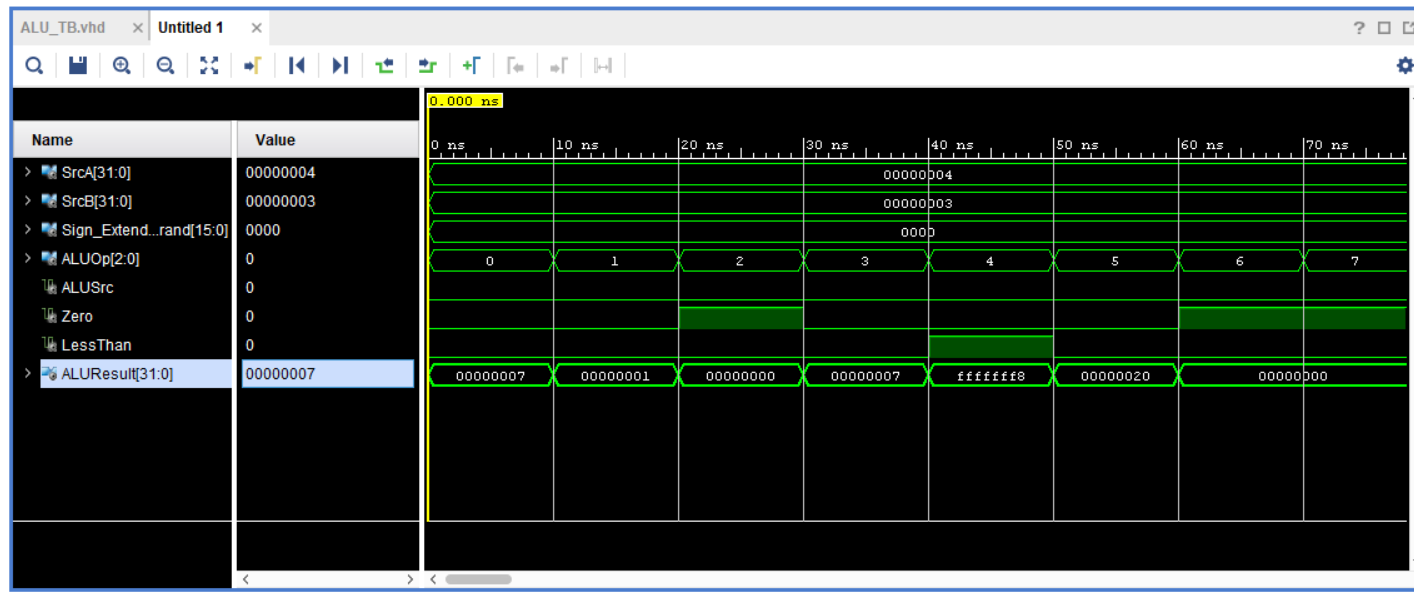 ALU_TB.vhd × Untitled 1 ×
?
0.000 ns
Name Value
0 ns 10 ns 20 ns 30 ns 40 ns 50 ns 60 ns 70 ns
> SrcA[31:0] 00000004 00000004
> SrcB[31:0] 00000003 00000003
> Sign_Extend...rand[15:0] 0000 0000
> ALUOp[2:0] 0 0 1 2 3 4 5 6 7
ALUSrc 0
Zero 0
LessThan 0
> ALUResult[31:0] 00000007 00000007 00000001 00000000 00000007 fffffff8 00000020 00000000